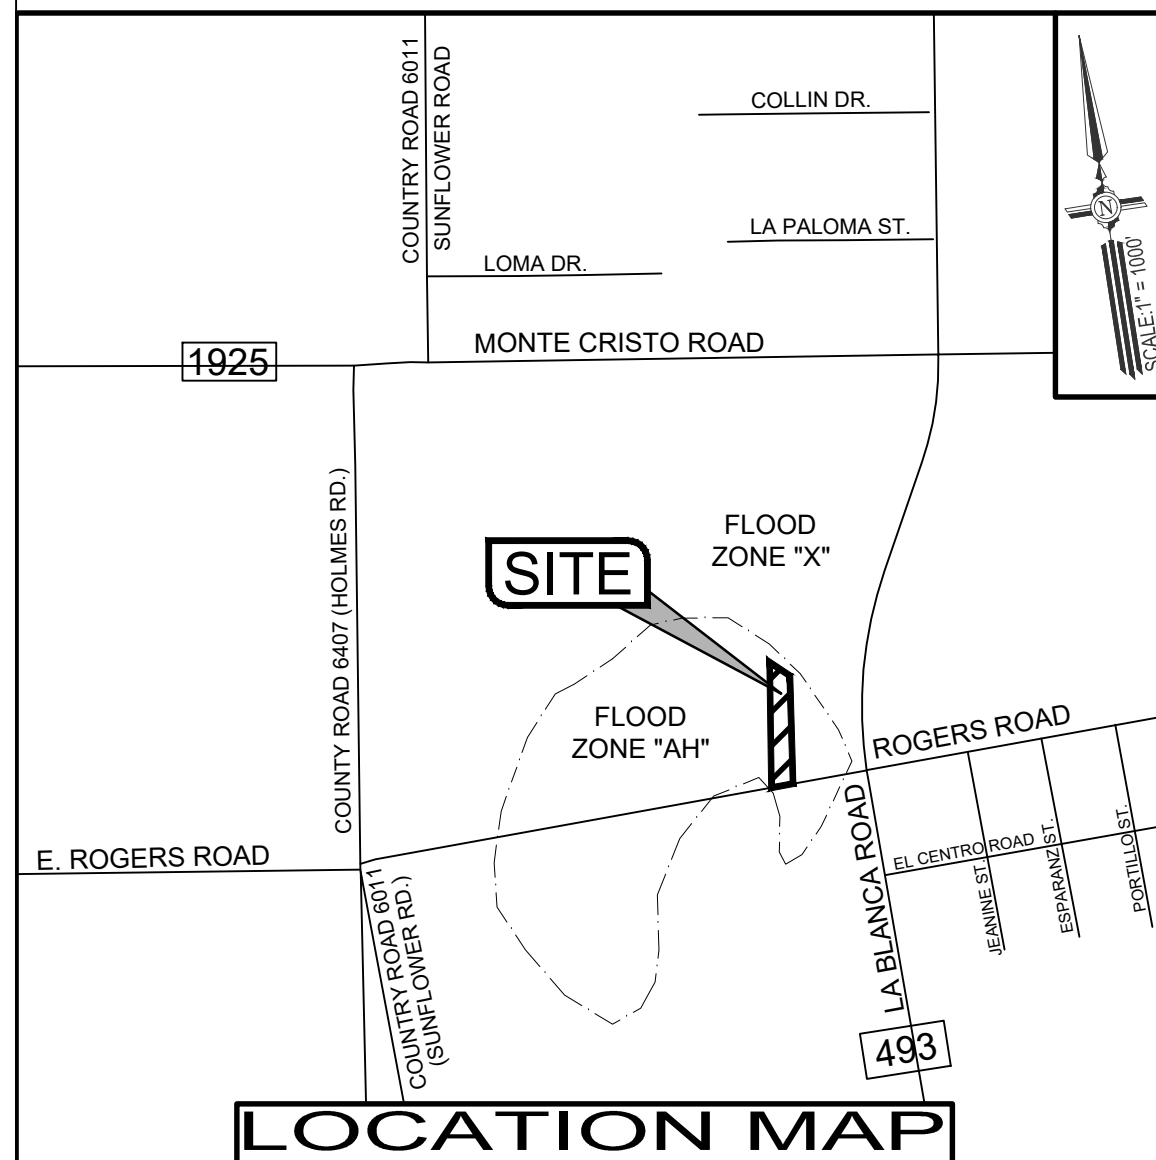 COUNTRY ROAD 6011
SUNFLOWER ROAD
COLLIN DR.
LA PALOMA ST.
LOMA DR.
N
SCALE:1" = 1000'
MONTE CRISTO ROAD
1925
COUNTY ROAD 6407 (HOLMES RD.)
FLOOD
ZONE "X"
SITE
FLOOD
ZONE "AH"
ROGERS ROAD
E. ROGERS ROAD
LA BLANCA ROAD
EL CENTRO ROAD
JEANINE ST.
ESPARANZ ST.
PORTILLO ST.
COUNTRY ROAD 6011
(SUNFLOWER RD.)
493
LOCATION MAP